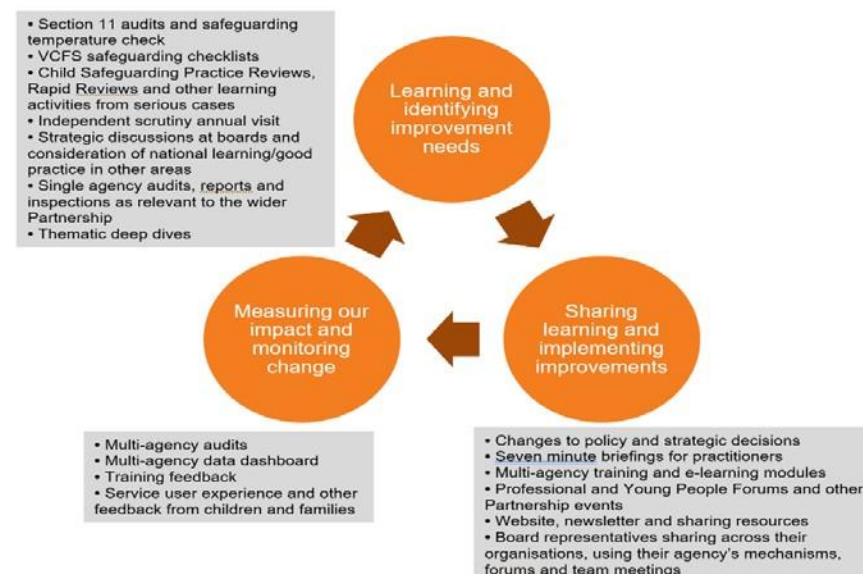 • Section 11 audits and safeguarding
temperature check
• VCFS safeguarding checklists
• Child Safeguarding Practice Reviews,
Rapid Reviews and other learning
activities from serious cases
• Independent scrutiny annual visit
• Strategic discussions at boards and
consideration of national learning/good
practice in other areas
• Single agency audits, reports and
inspections as relevant to the wider
Partnership
• Thematic deep dives
Learning and
identifying
improvement
needs
Sharing
learning and
implementing
improvements
• Changes to policy and strategic decisions
• Seven minute briefings for practitioners
• Multi-agency training and e-learning modules
• Professional and Young People Forums and other
Partnership events
• Website, newsletter and sharing resources
• Board representatives sharing across their
organisations, using their agency's mechanisms,
forums and team meetings
Measuring our
impact and
monitoring
change
• Multi-agency audits
• Multi-agency data dashboard
• Training feedback
• Service user experience and other
feedback from children and families